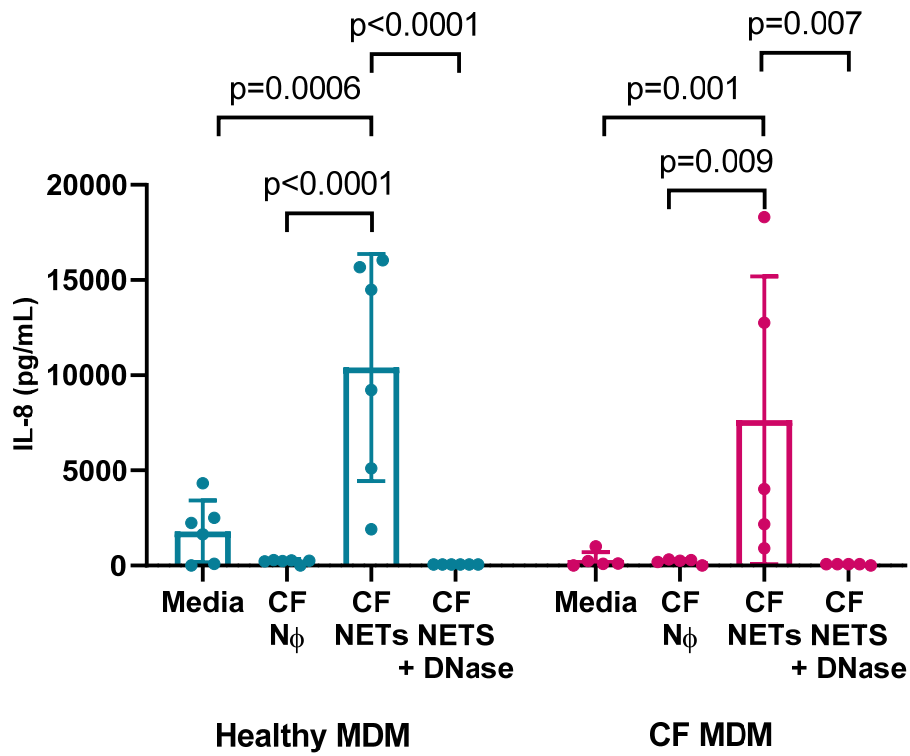 p<0.0001
p=0.007
p=0.0006
p=0.001
p<0.0001
p=0.009
IL-8 (pg/mL)
20000
15000
10000
5000
0
Media
CF
Nϕ
CF
NETs
CF
NETS
+ DNase
Media
CF
Nϕ
CF
NETs
CF
NETS
+ DNase
Healthy MDM
CF MDM